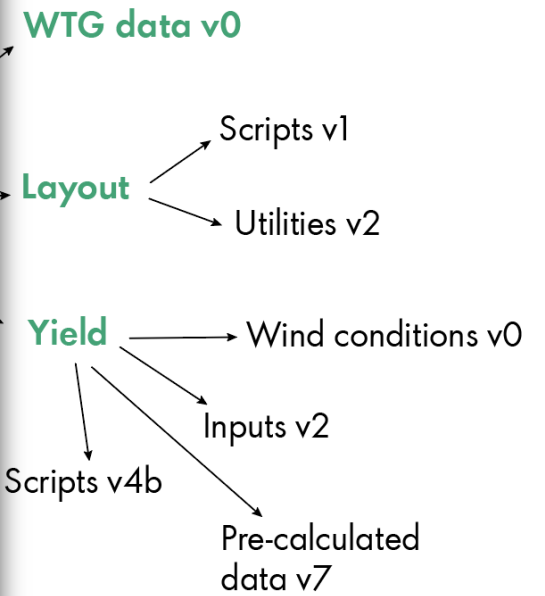 WTG data v0
Scripts v1
Layout
Utilities v2
Yield
Wind conditions v0
Inputs v2
Scripts v4b
Pre-calculated
data v7